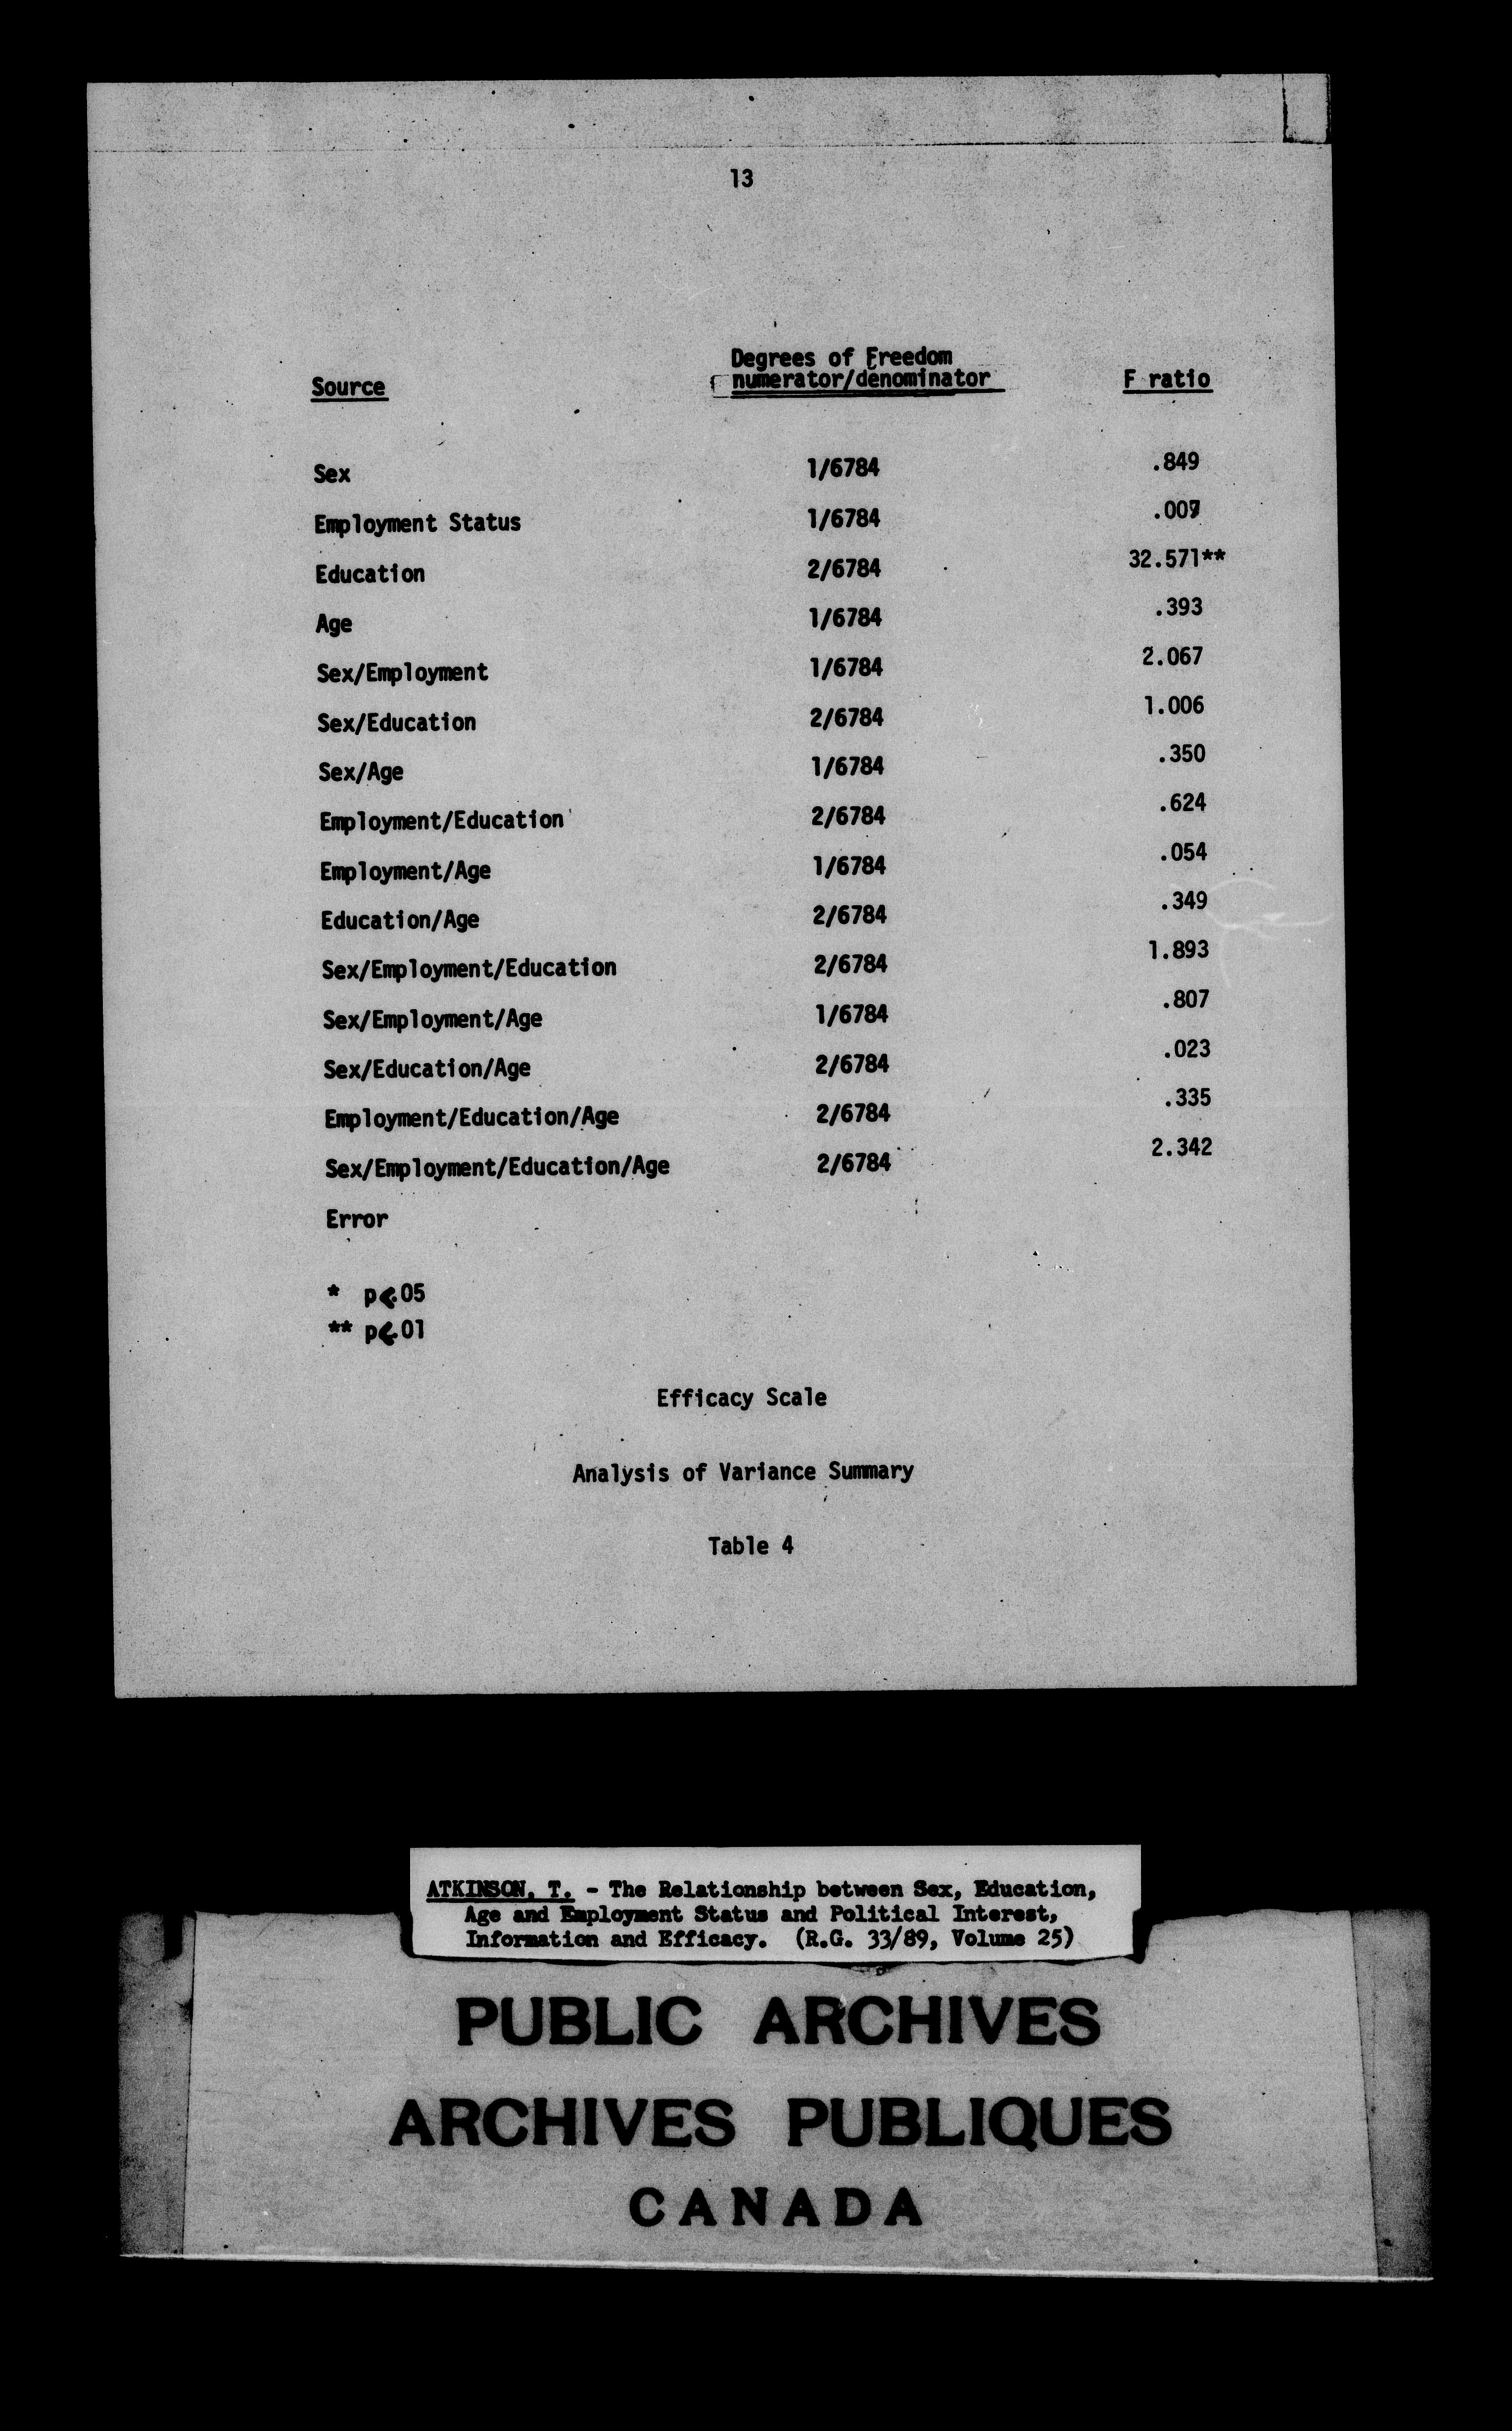 13
Degrees of Freedom
Source numerator/denominator F ratio
Sex 1/6784 .849
Employment Status 1/6784
Education 2/6784 32.571**
Age 1/6784 .393
Sex/Employment 1/6784 2.067
Sex/Education 2/6784 1.006
Sex/Age 1/6784 .350
Employment/Education 2/6784 .624
Employment/Age 1/6784 .054
Education/Age 2/6784 .349
Sex/Employment/Education 2/6784 1.893
Sex/Employment/Age 1/6784 .807
Sex/Education/Age 2/6784 .023
Employment/Education/Age 2/6784 .335
Sex/Employment/Education/Age 2/6784 2.342
Error
* p<.05
** p<.01
Efficacy Scale
Analysis of Variance Summary
Table 4
ATKINSON, T. - The Relationship between Sex, Education,
Age and Employment Status and Political Interest,
Information and Efficacy. (R.G. 33/89, Volume 25)
PUBLIC ARCHIVES
ARCHIVES PUBLIQUES
CANADA